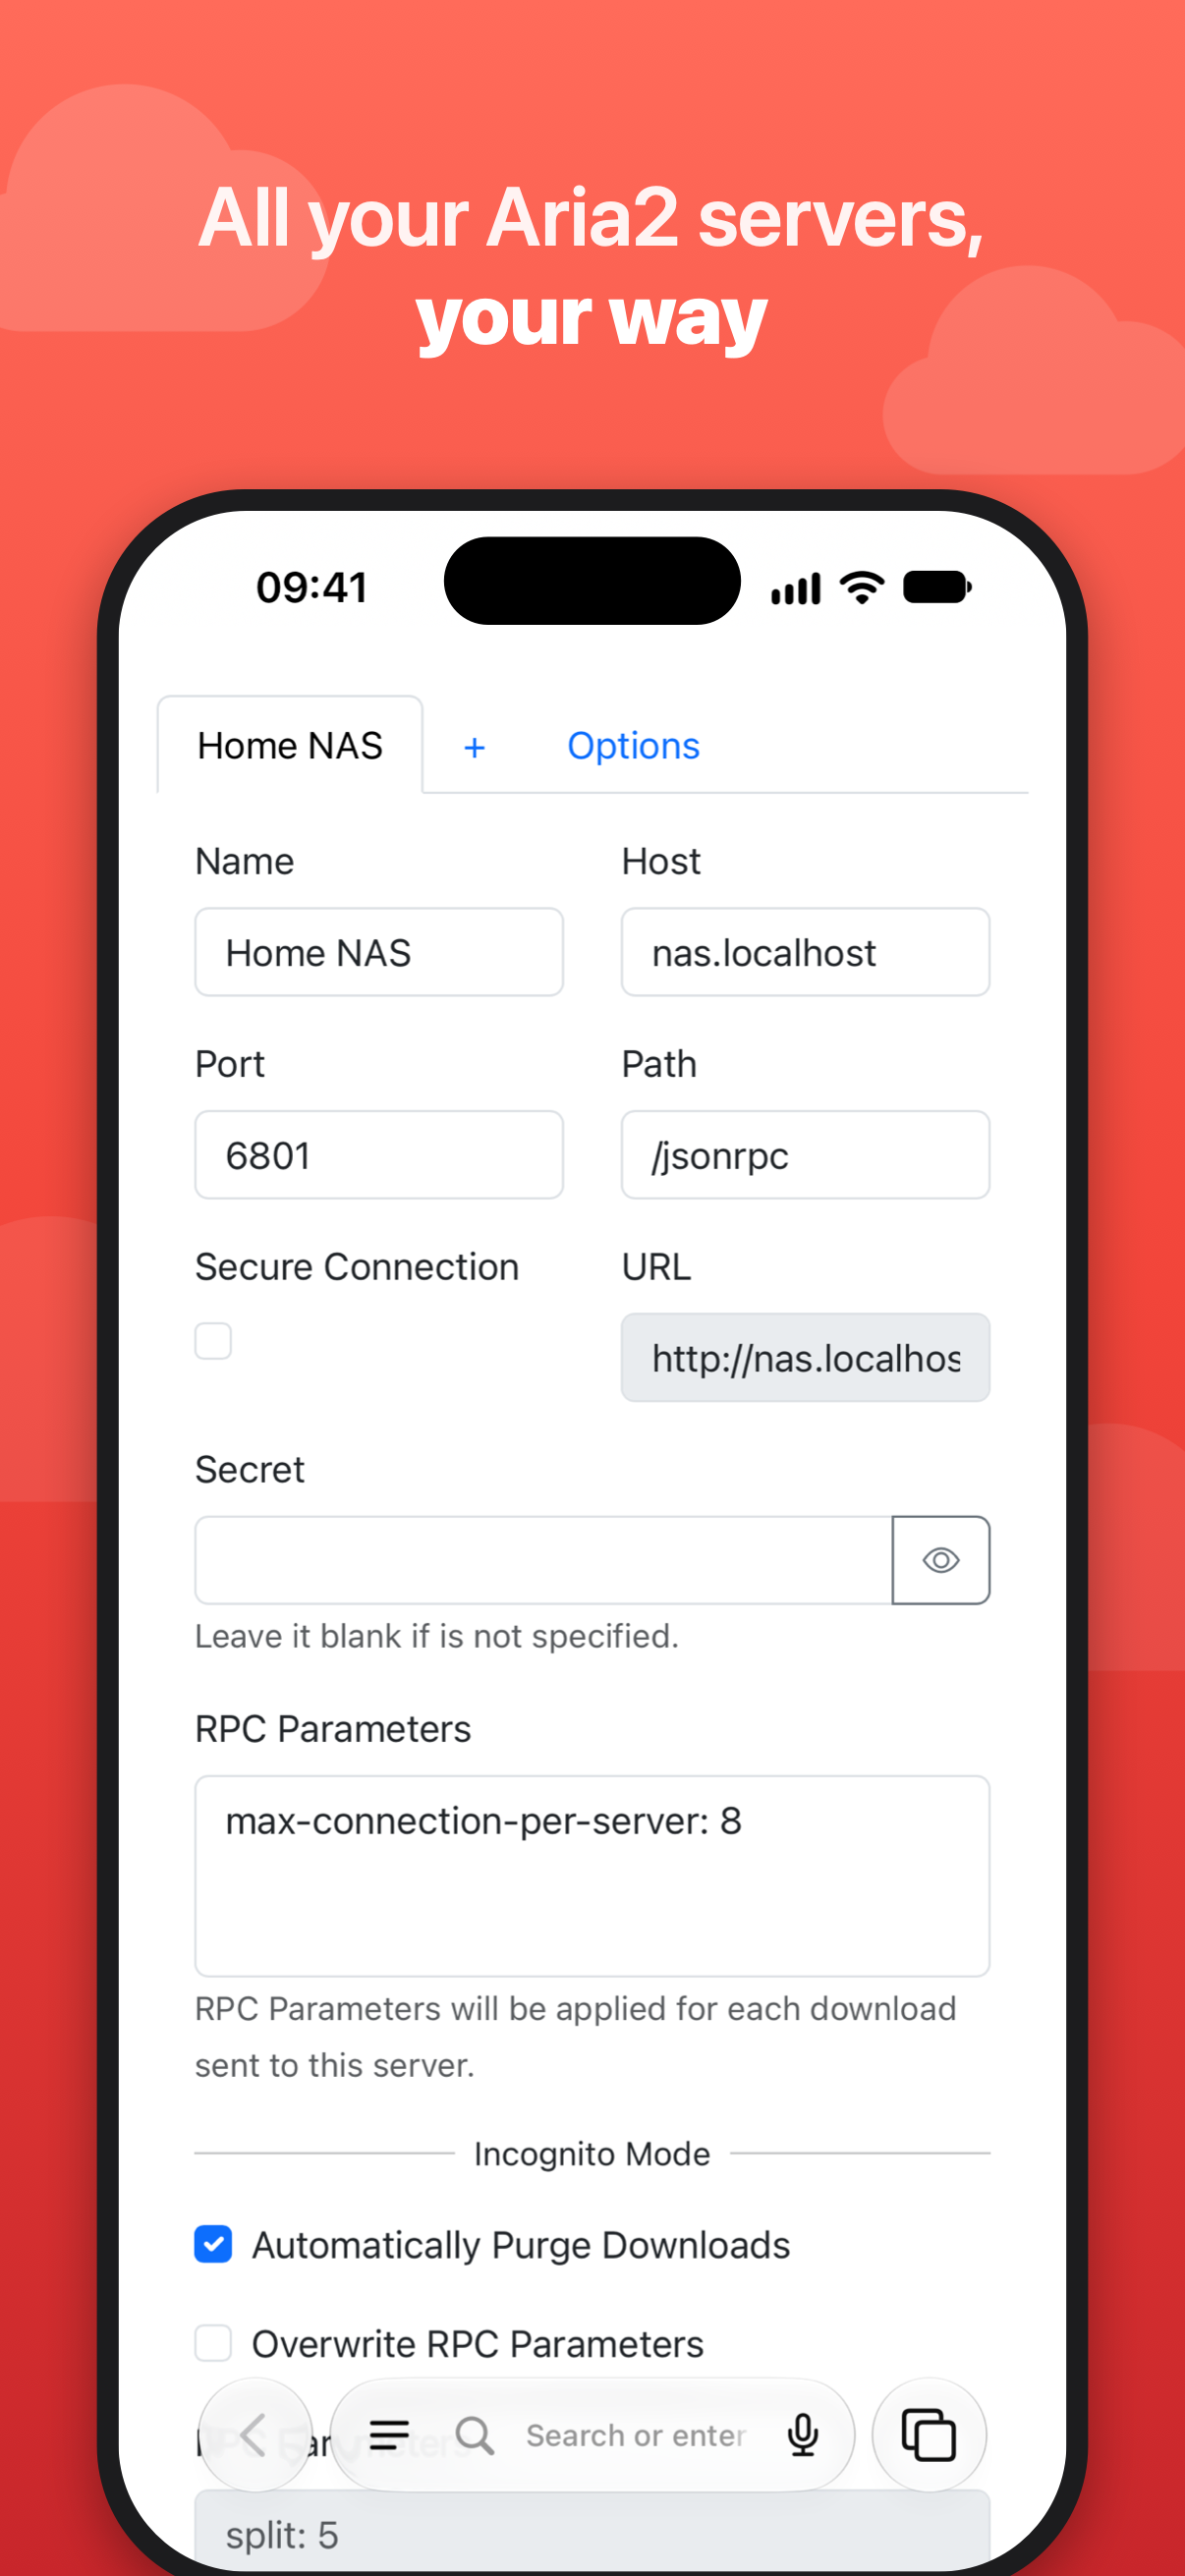 All your Aria2 servers,
your way
09:41
Home NAS + Options
Name Host
Home NAS nas.localhost
Port Path
6801 /jsonrpc
Secure Connection URL
http://nas.localhos
Secret
Leave it blank if is not specified.
RPC Parameters
max-connection-per-server: 8
RPC Parameters will be applied for each download
sent to this server.
Incognito Mode
Automatically Purge Downloads
Overwrite RPC Parameters
RPC Parameters
Search or enter
split: 5